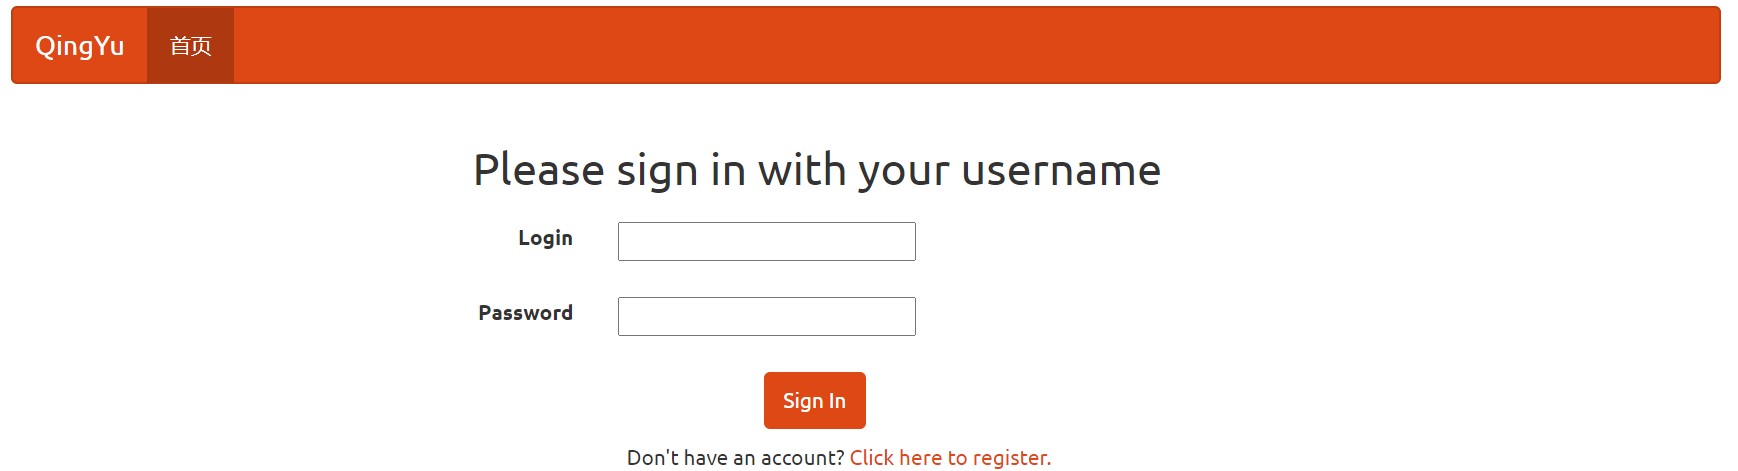 QingYu 首页
Please sign in with your username
Login
Password
Sign In
Don't have an account? Click here to register.